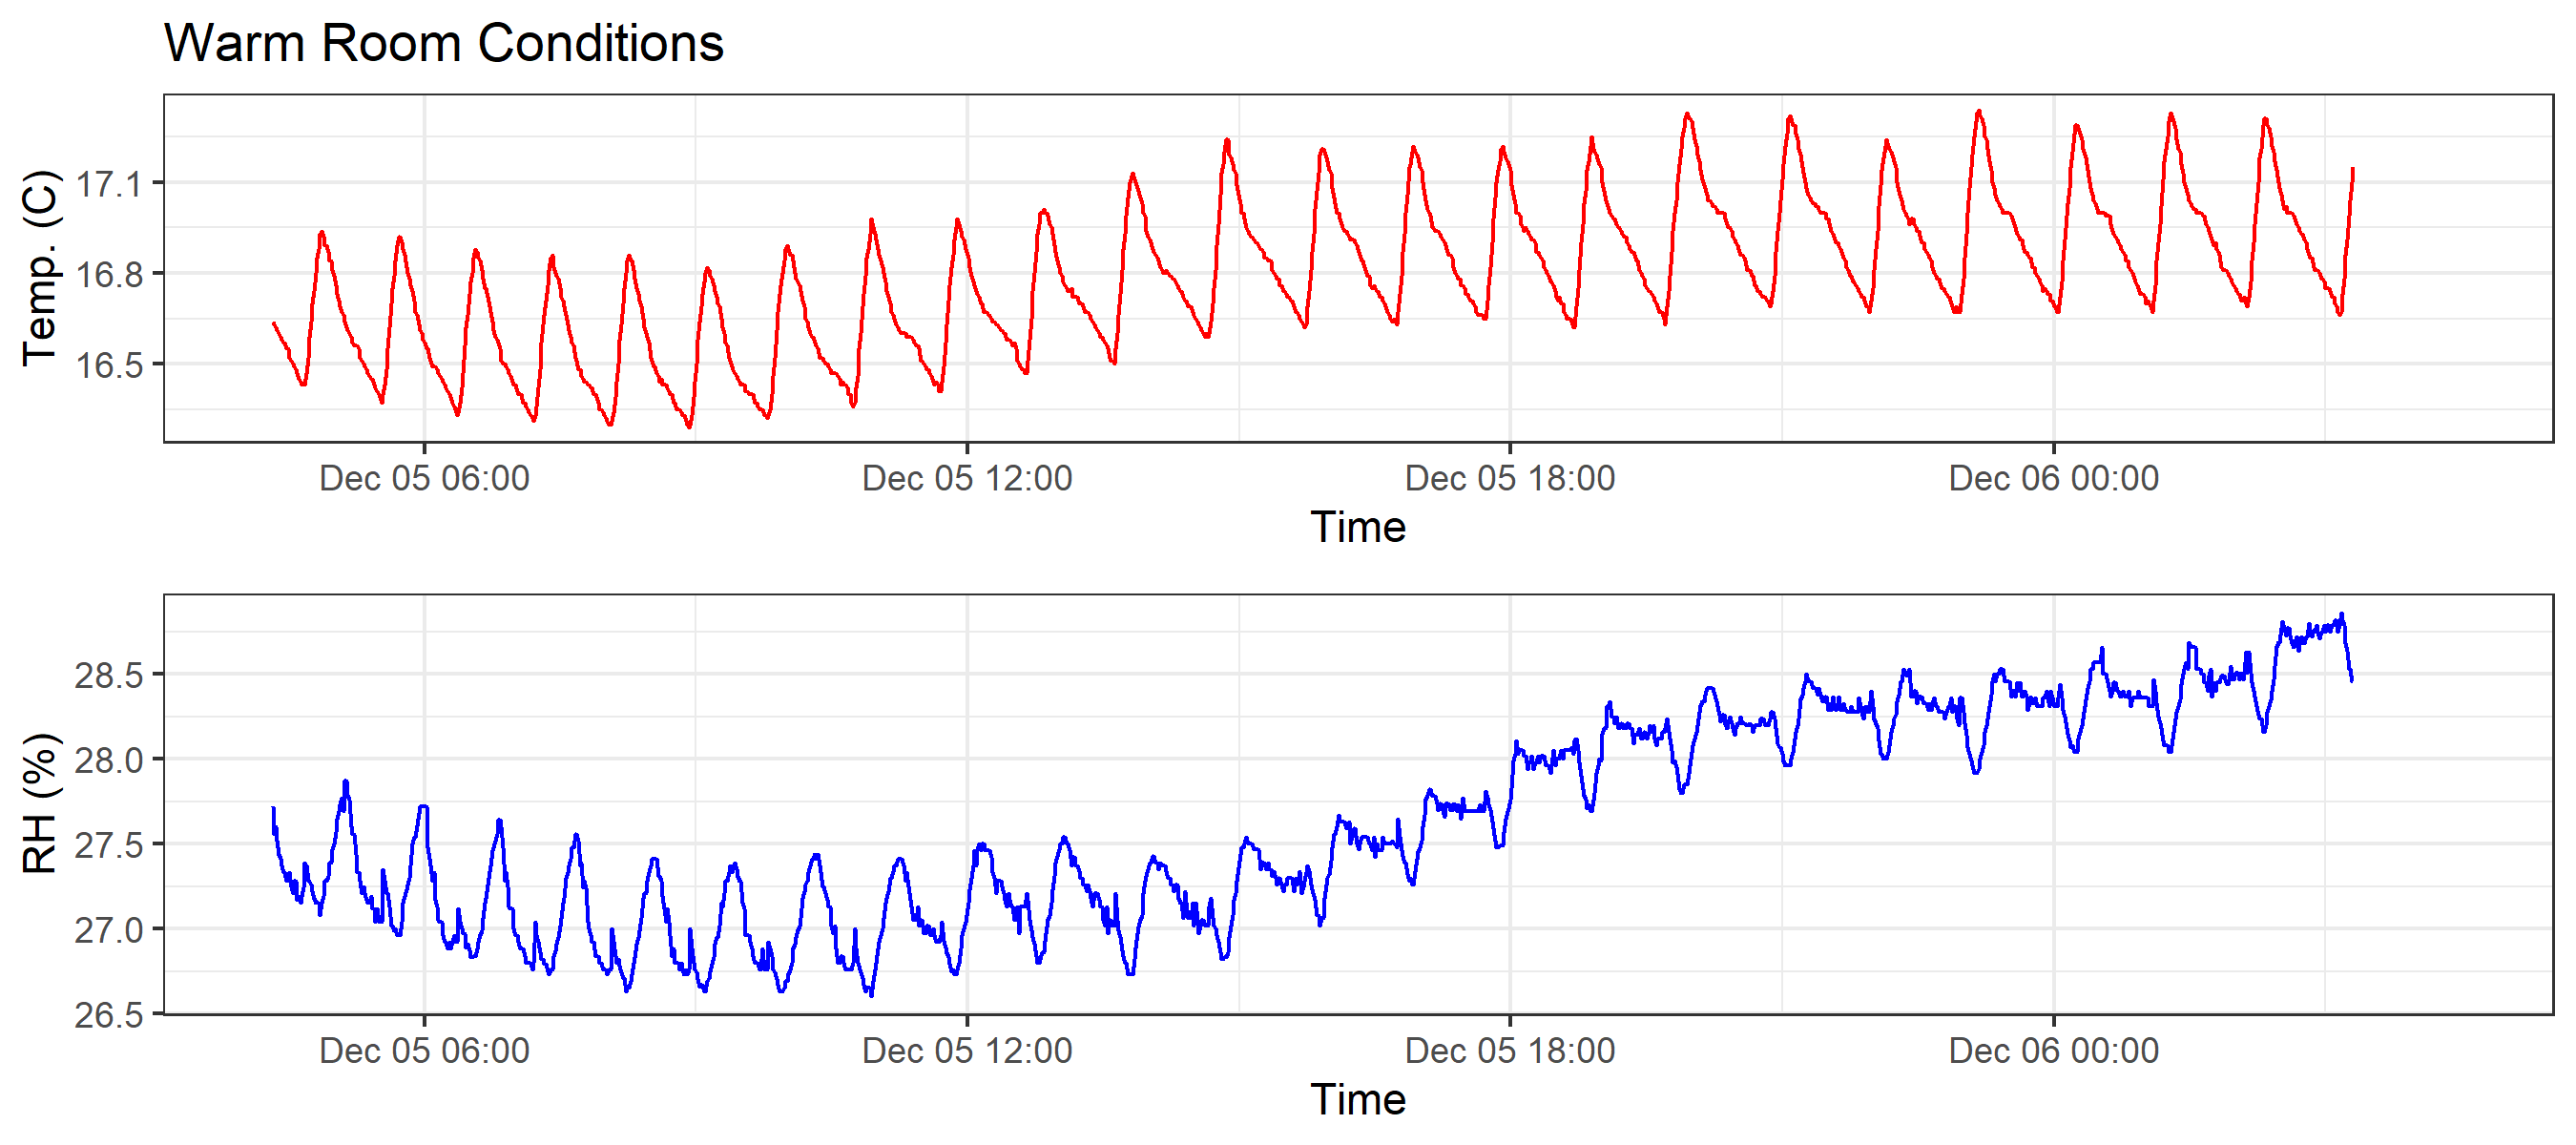 Warm Room Conditions
Temp. (C)
17.1
16.8
16.5
Dec 05 06:00 Dec 05 12:00 Dec 05 18:00 Dec 06 00:00
Time
RH (%)
28.5
28.0
27.5
27.0
26.5
Dec 05 06:00 Dec 05 12:00 Dec 05 18:00 Dec 06 00:00
Time